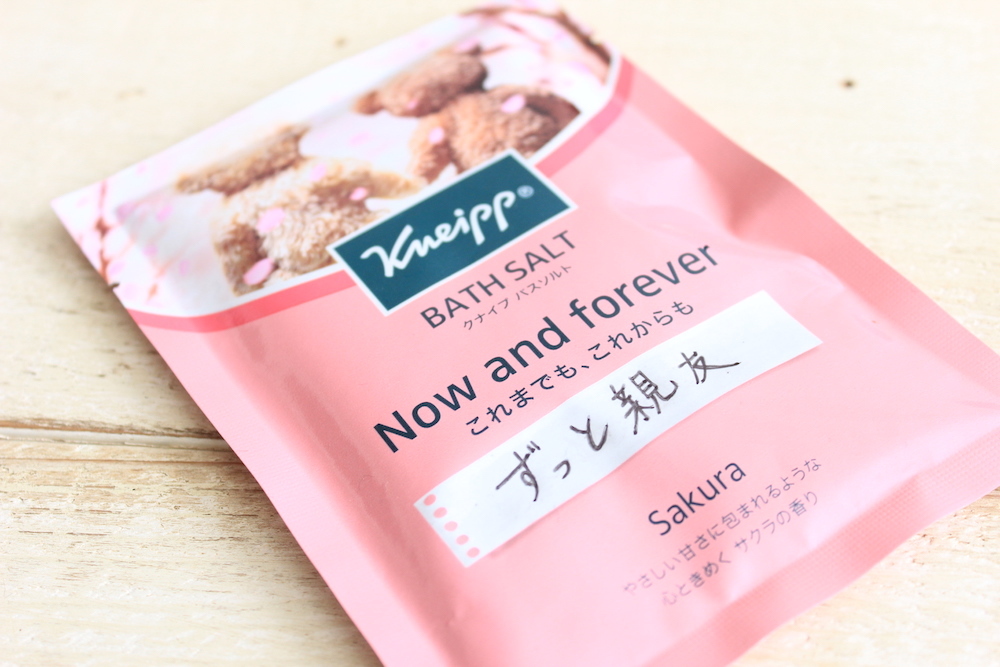 Kneipp®
BATH SALT
クナイプ バスソルト
Now and forever
これまでも、これからも
ずっと親友
Sakura
やさしい甘さに包まれるような
心ときめく サクラの香り